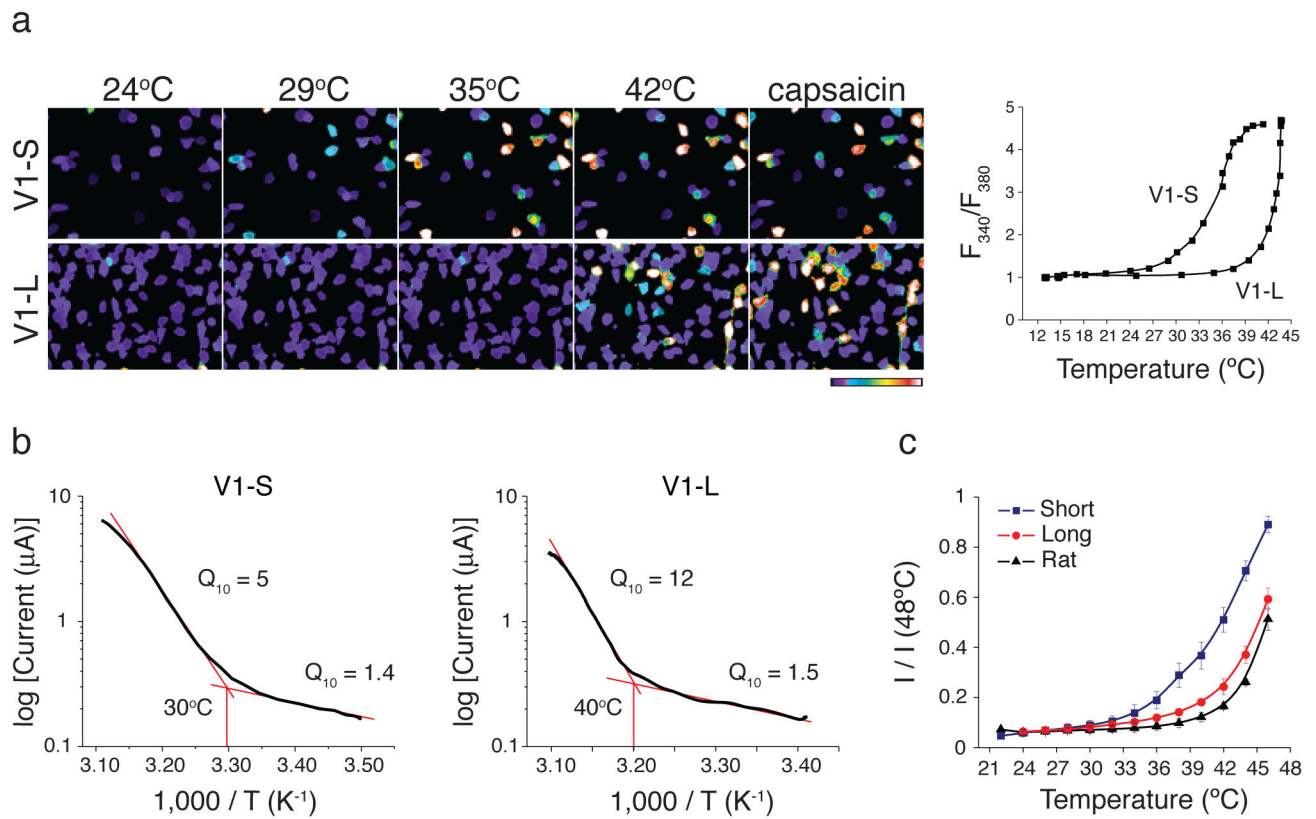 a
24°C 29°C 35°C 42°C capsaicin
V1-S
V1-L
F340/F380
5
4
3
2
1
0
V1-S
V1-L
12 15 18 21 24 27 30 33 36 39 42 45
Temperature (°C)
b
V1-S
log [Current (μA)]
10
1
0.1
Q10 = 5
Q10 = 1.4
30°C
3.10 3.20 3.30 3.40 3.50
1,000 / T (K-1)
V1-L
log [Current (μA)]
10
1
0.1
Q10 = 12
Q10 = 1.5
40°C
3.10 3.20 3.30 3.40
1,000 / T (K-1)
c
I / I (48°C)
1
0.8
0.6
0.4
0.2
0
Short
Long
Rat
21 24 27 30 33 36 39 42 45 48
Temperature (°C)